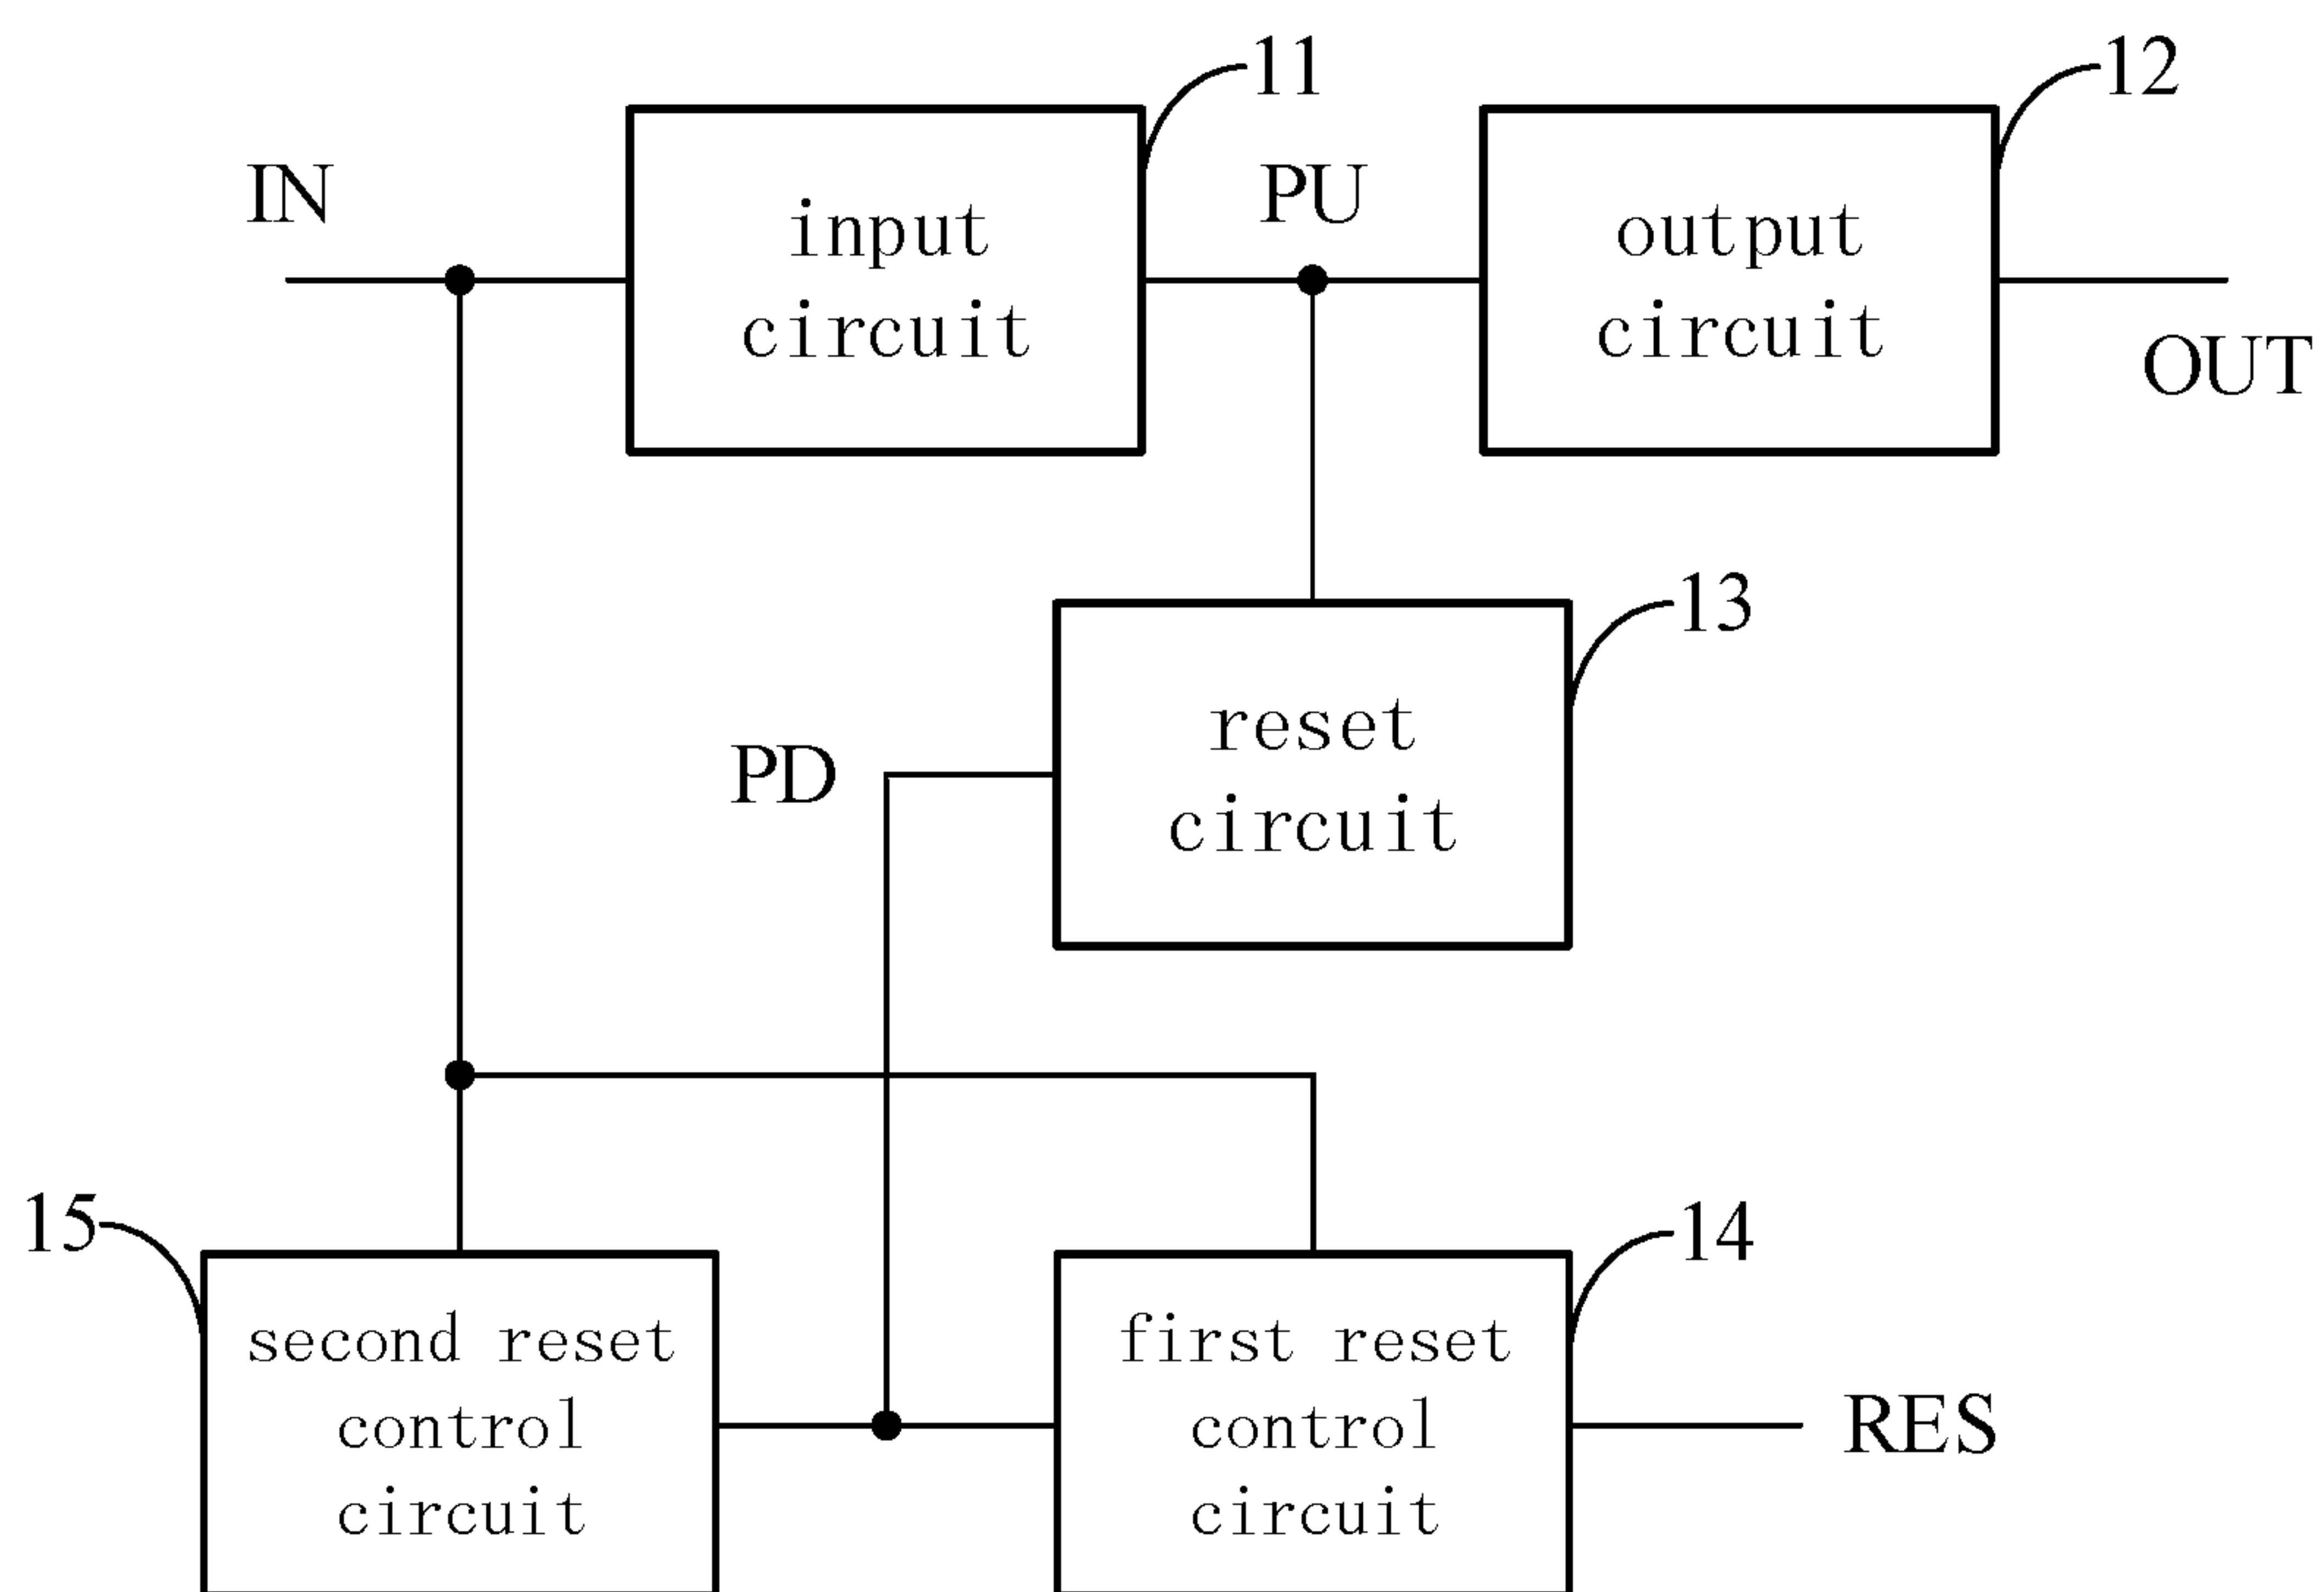 11
12
IN
PU
input
circuit
output
circuit
OUT
13
reset
circuit
PD
15
14
second reset
control
circuit
first reset
control
circuit
RES